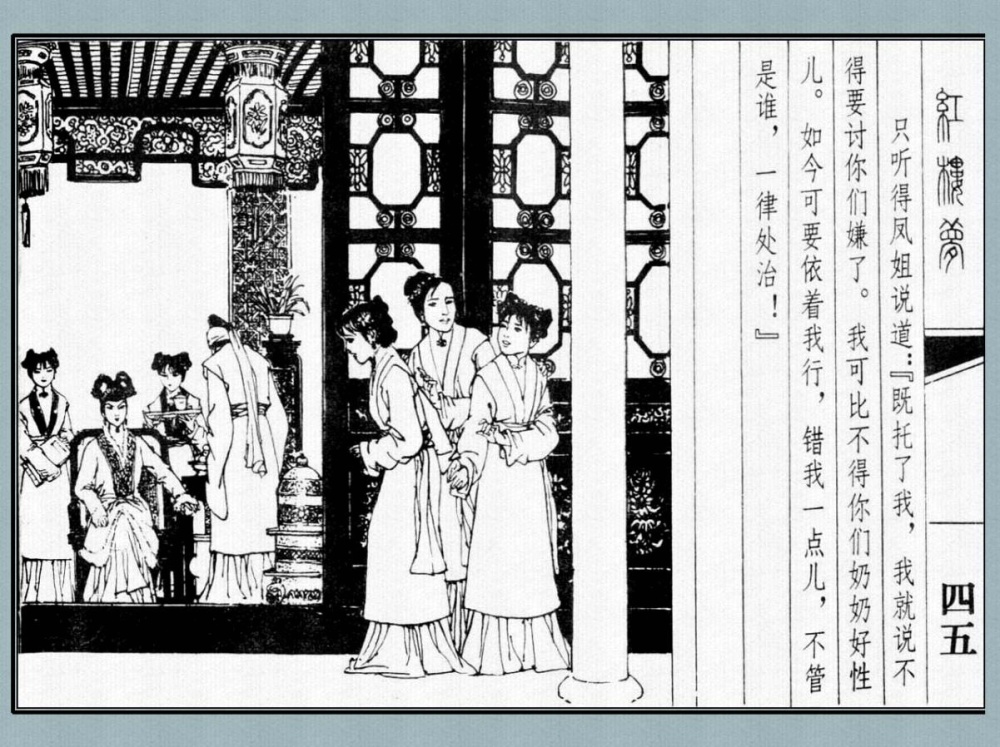 紅樓夢
四五
只听得凤姐说道：『既托了我，我就说不
得要讨你们嫌了。我可比不得你们奶奶好性
儿。如今可要依着我行，错我一点儿，不管
是谁，一律处治！』